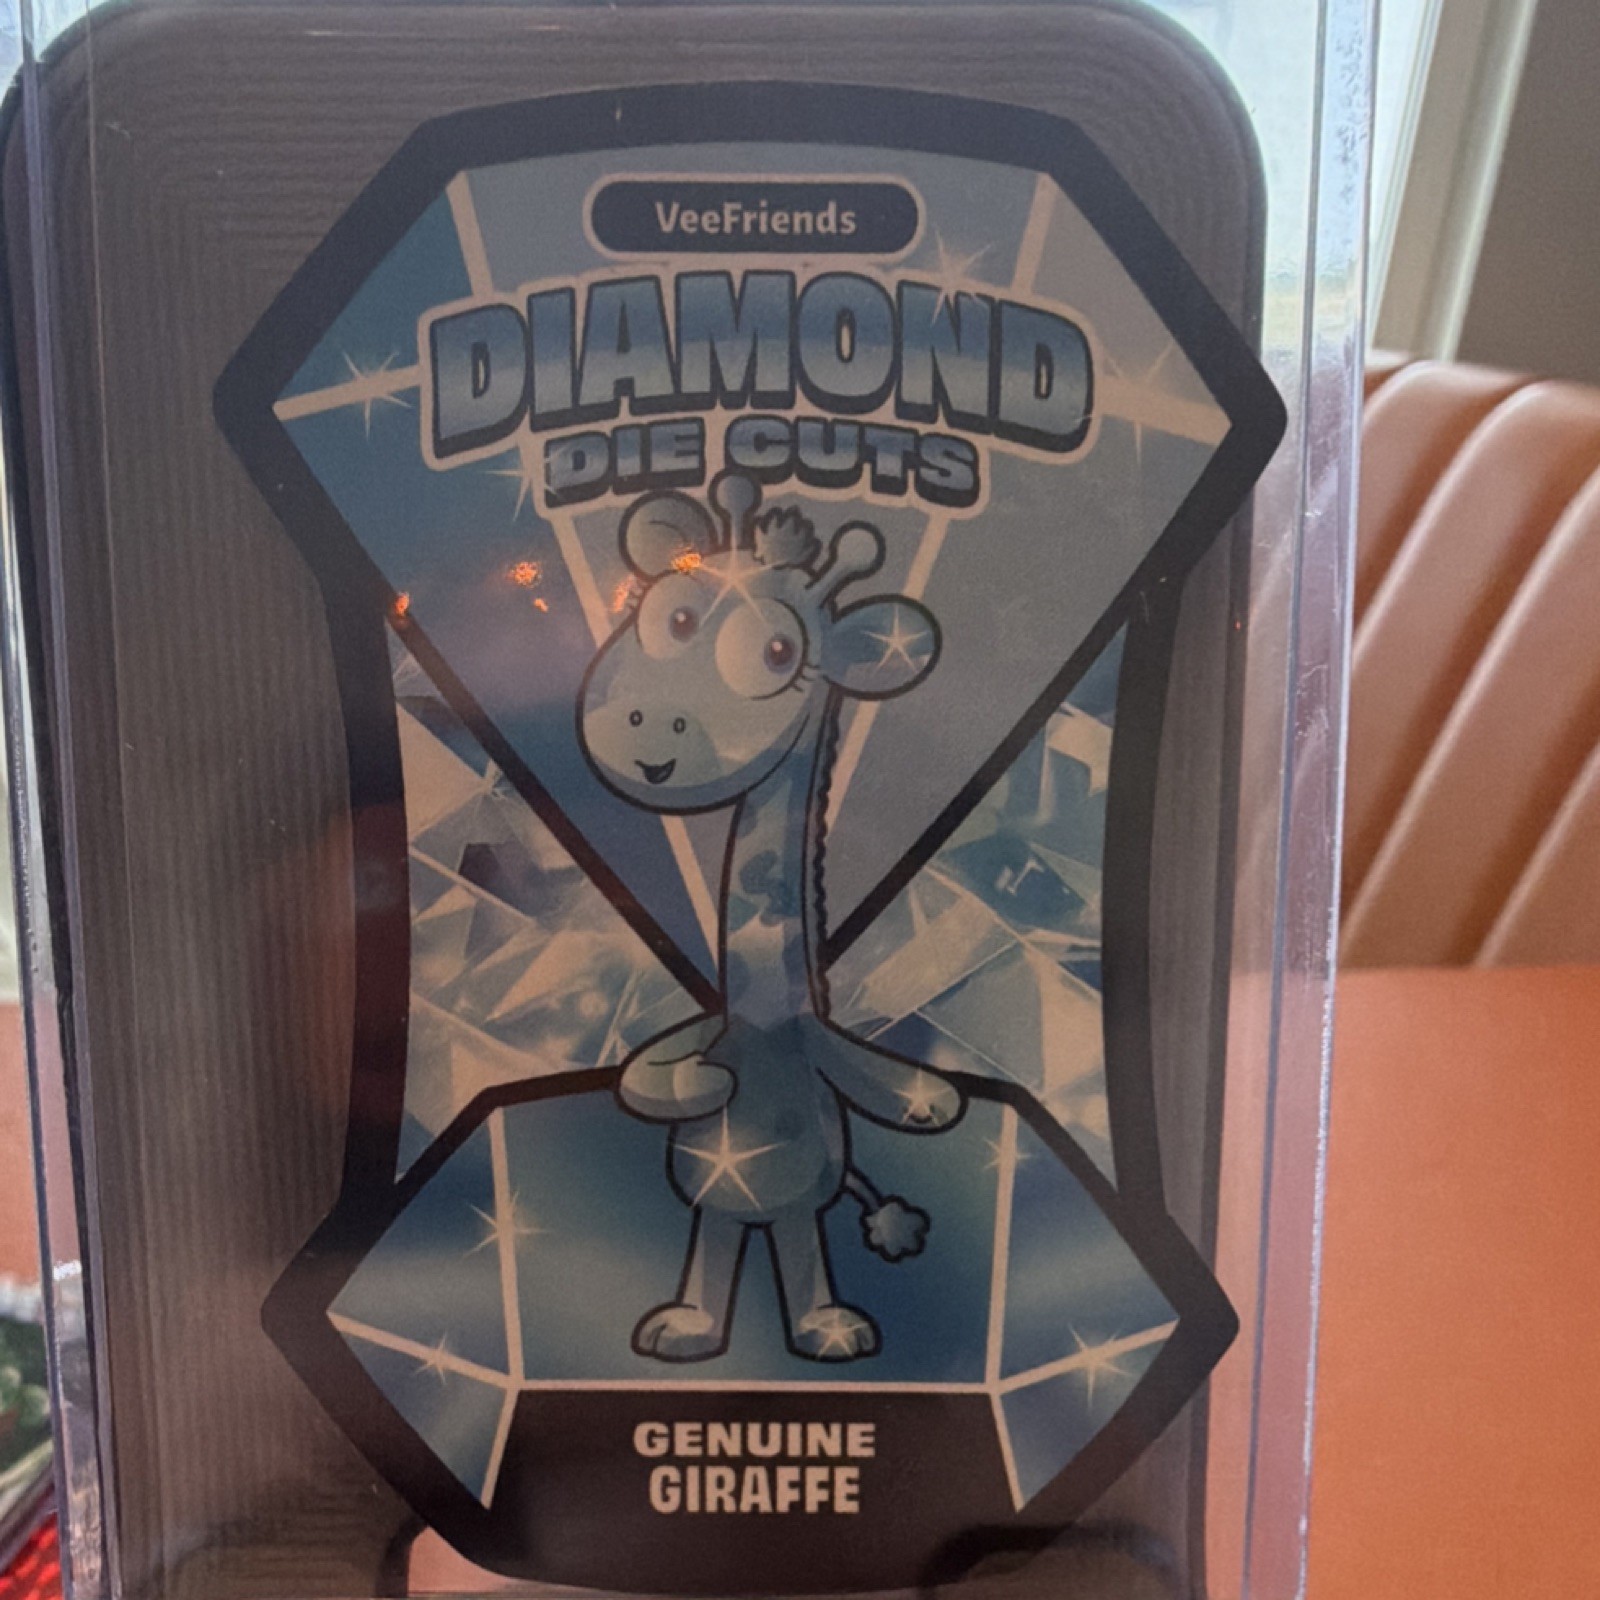 VeeFriends
DIAMOND
DIE CUTS
GENUINE
GIRAFFE